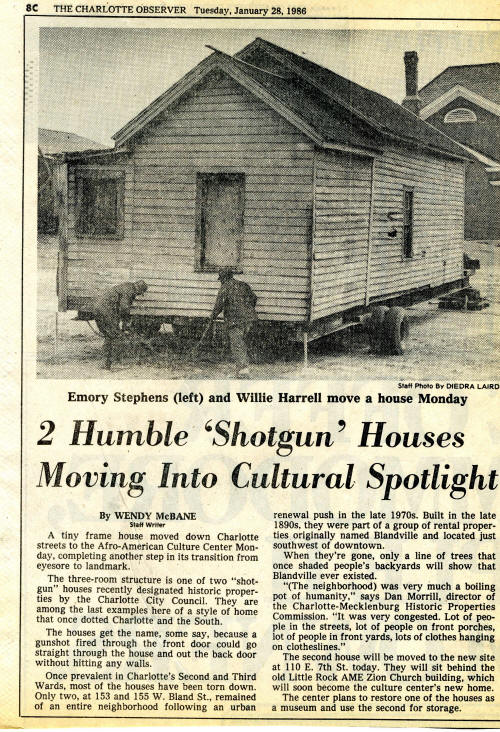 8C THE CHARLOTTE OBSERVER Tuesday, January 28, 1986
Staff Photo By DIEDRA LAIRD
Emory Stephens (left) and Willie Harrell move a house Monday
2 Humble ‘Shotgun’ Houses
Moving Into Cultural Spotlight
By WENDY McBANE
Staff Writer
A tiny frame house moved down Charlotte
streets to the Afro-American Culture Center Mon-
day, completing another step in its transition from
eyesore to landmark.
The three-room structure is one of two “shot-
gun” houses recently designated historic proper-
ties by the Charlotte City Council. They are
among the last examples here of a style of home
that once dotted Charlotte and the South.
The houses get the name, some say, because a
gunshot fired through the front door could go
straight through the house and out the back door
without hitting any walls.
Once prevalent in Charlotte’s Second and Third
Wards, most of the houses have been torn down.
Only two, at 153 and 155 W. Bland St., remained
of an entire neighborhood following an urban
renewal push in the late 1970s. Built in the late
1890s, they were part of a group of rental proper-
ties originally named Blandville and located just
southwest of downtown.
When they’re gone, only a line of trees that
once shaded people’s backyards will show that
Blandville ever existed.
“(The neighborhood) was very much a boiling
pot of humanity,” says Dan Morrill, director of
the Charlotte-Mecklenburg Historic Properties
Commission. “It was very congested. Lot of peo-
ple in the streets, lot of people on front porches,
lot of people in front yards, lots of clothes hanging
on clotheslines.”
The second house will be moved to the new site
at 110 E. 7th St. today. They will sit behind the
old Little Rock AME Zion Church building, which
will soon become the culture center’s new home.
The center plans to restore one of the houses as
a museum and use the second for storage.